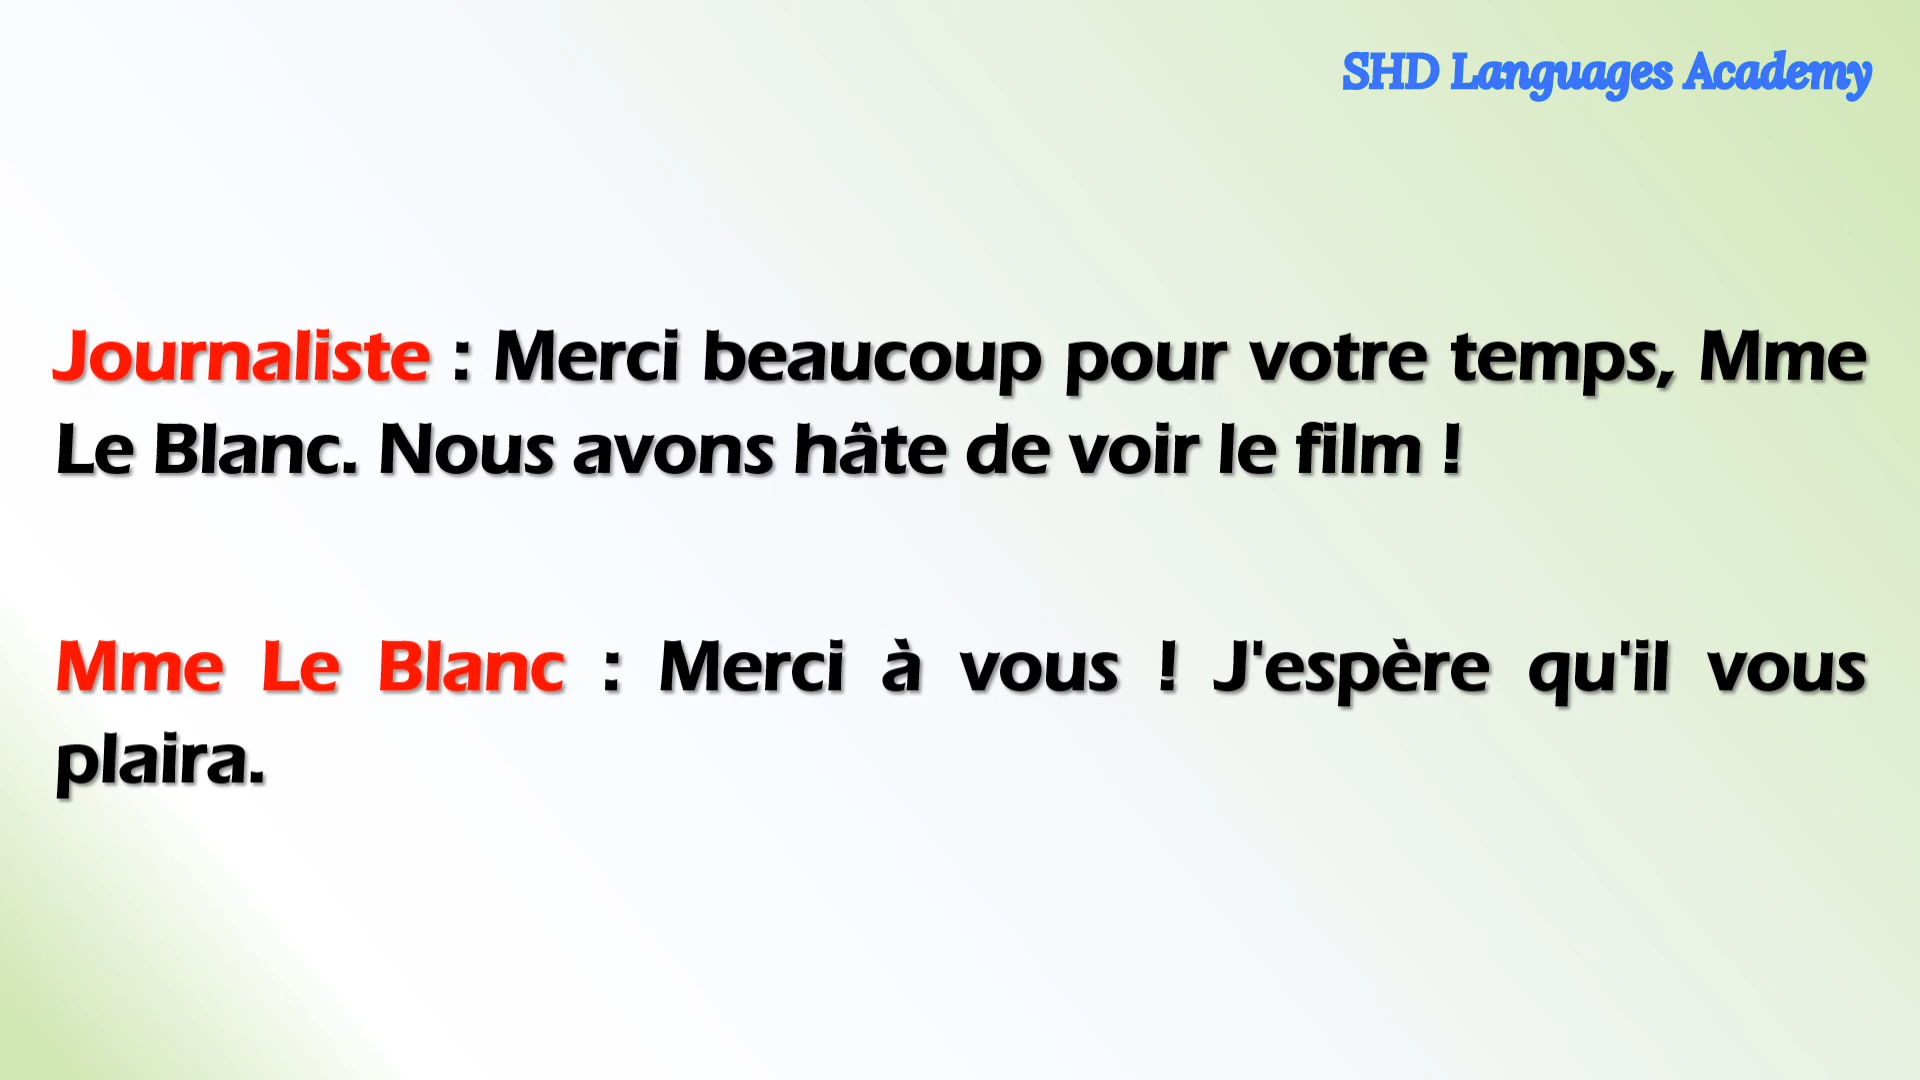 SHD Languages Academy
Journaliste : Merci beaucoup pour votre temps, Mme
Le Blanc. Nous avons hâte de voir le film !
Mme Le Blanc : Merci à vous ! J'espère qu'il vous
plaira.